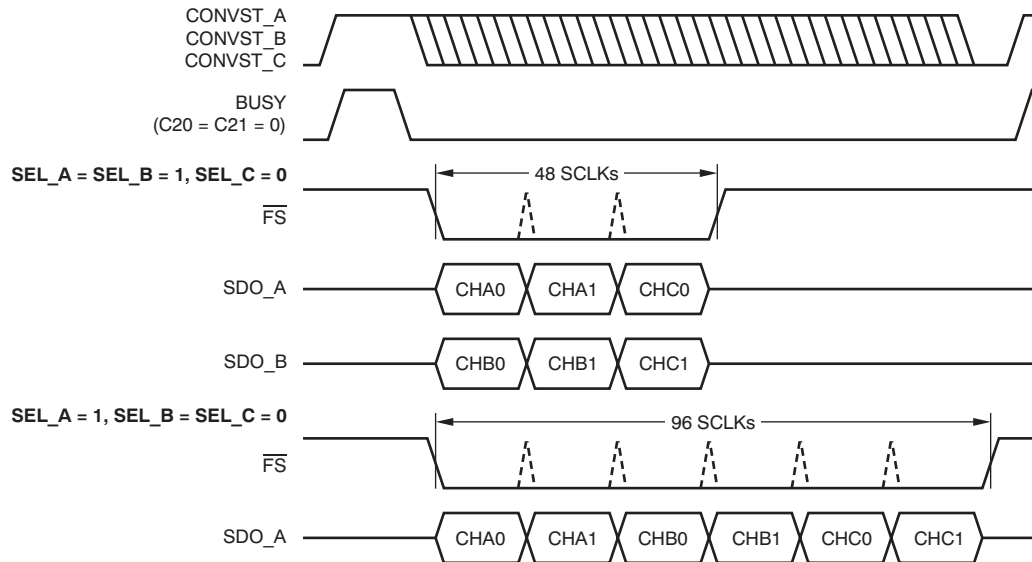 CONVST_A
CONVST_B
CONVST_C
BUSY
(C20 = C21 = 0)
SEL_A = SEL_B = 1, SEL_C = 0
48 SCLKs
FS
SDO_A
CHA0 CHA1 CHC0
SDO_B
CHB0 CHB1 CHC1
SEL_A = 1, SEL_B = SEL_C = 0
96 SCLKs
FS
SDO_A
CHA0 CHA1 CHB0 CHB1 CHC0 CHC1